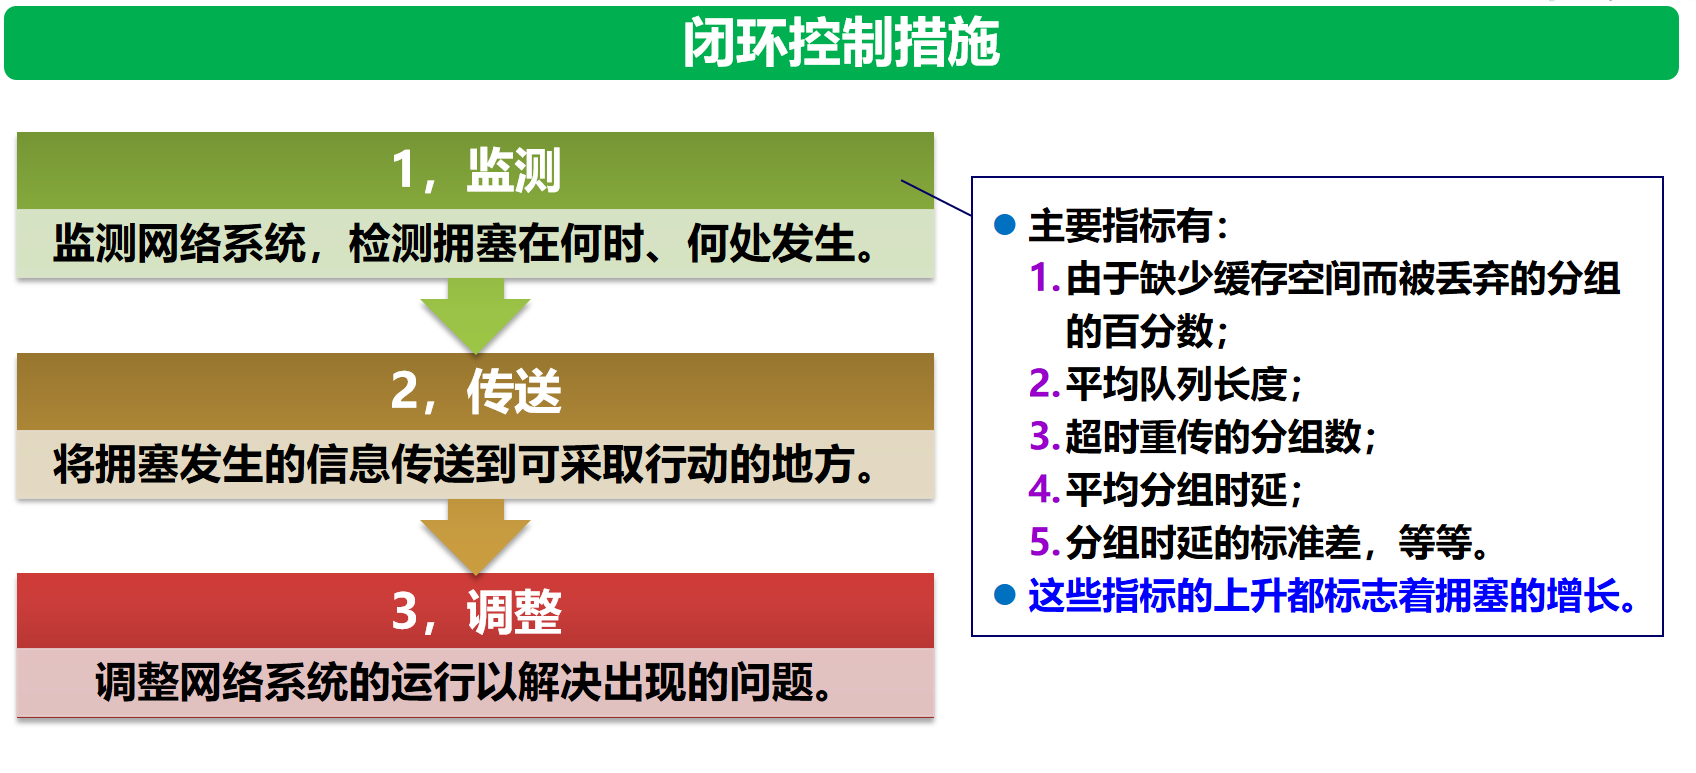 闭环控制措施
1，监测
监测网络系统，检测拥塞在何时、何处发生。
2，传送
将拥塞发生的信息传送到可采取行动的地方。
3，调整
调整网络系统的运行以解决出现的问题。
主要指标有：
1.由于缺少缓存空间而被丢弃的分组
的百分数；
2.平均队列长度；
3.超时重传的分组数；
4.平均分组时延；
5.分组时延的标准差，等等。
这些指标的上升都标志着拥塞的增长。